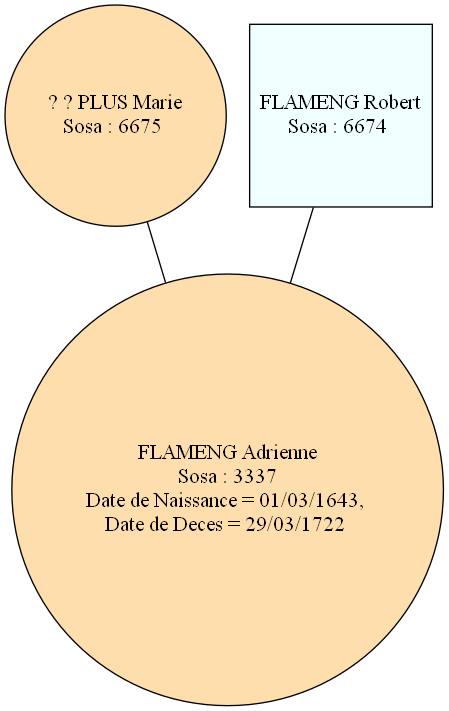 ? ? PLUS Marie
Sosa : 6675
FLAMENG Robert
Sosa : 6674
FLAMENG Adrienne
Sosa : 3337
Date de Naissance = 01/03/1643,
Date de Deces = 29/03/1722